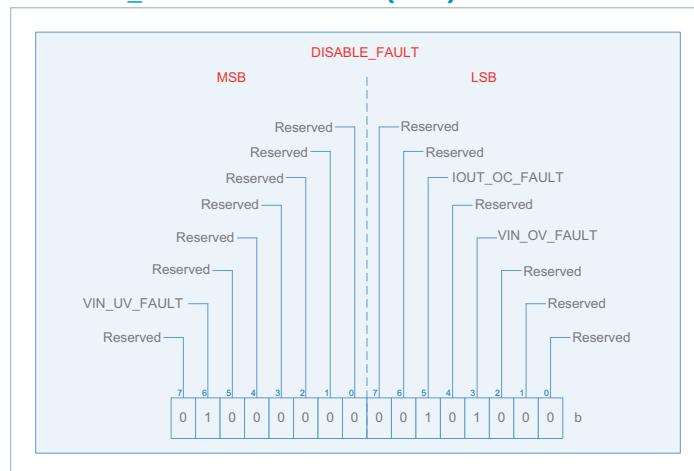 DISABLE_FAULT
MSB LSB
Reserved Reserved
Reserved Reserved
Reserved IOUT_OC_FAULT
Reserved Reserved
Reserved VIN_OV_FAULT
Reserved Reserved
VIN_UV_FAULT Reserved
Reserved Reserved
7 6 5 4 3 2 1 0 7 6 5 4 3 2 1 0
0 1 0 0 0 0 0 0 0 0 1 0 1 0 0 0 b